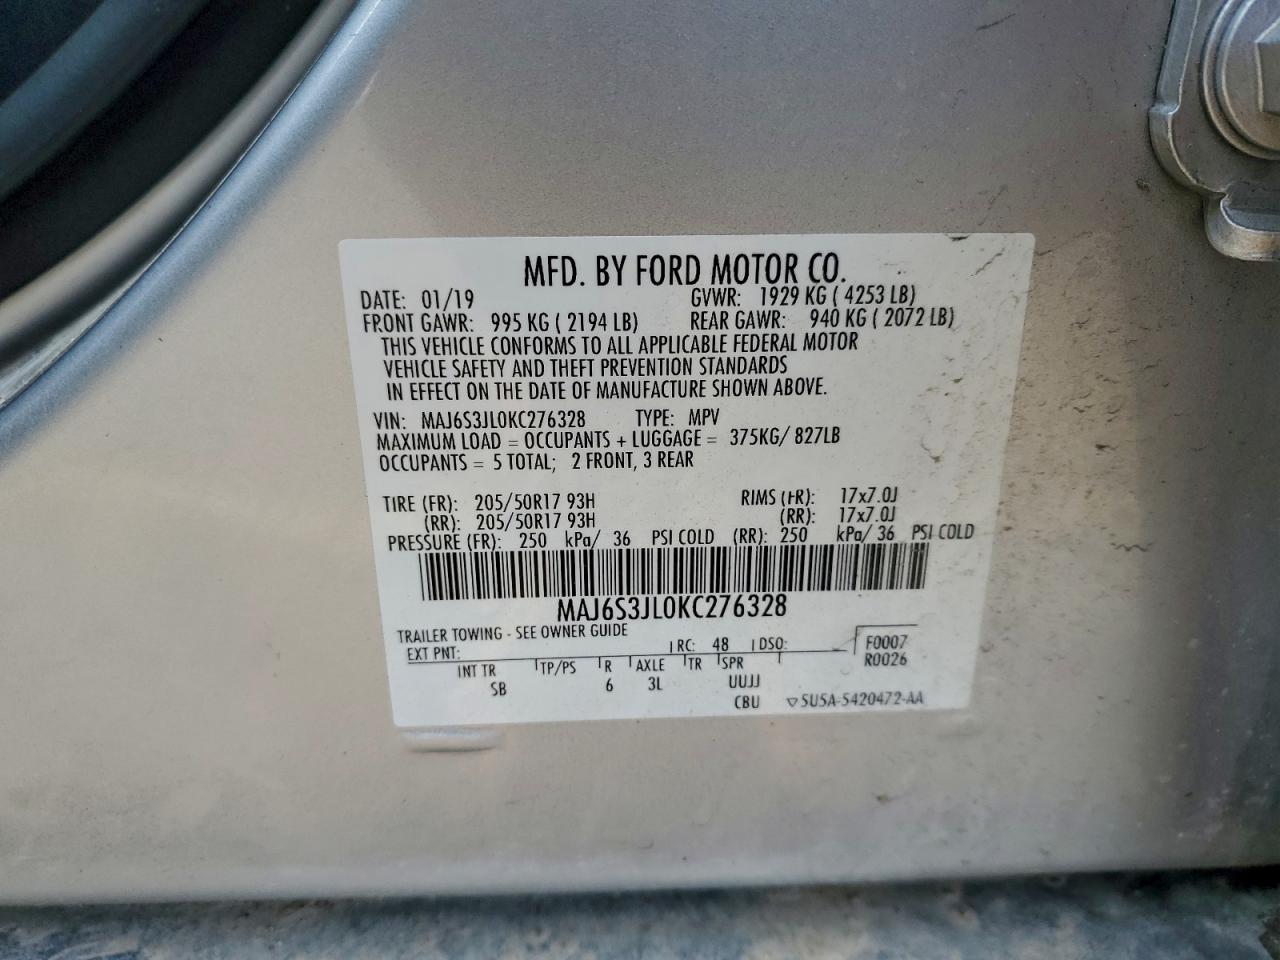 MFD. BY FORD MOTOR CO.
DATE: 01/19 GVWR: 1929 KG ( 4253 LB)
FRONT GAWR: 995 KG ( 2194 LB) REAR GAWR: 940 KG ( 2072 LB)
THIS VEHICLE CONFORMS TO ALL APPLICABLE FEDERAL MOTOR
VEHICLE SAFETY AND THEFT PREVENTION STANDARDS
IN EFFECT ON THE DATE OF MANUFACTURE SHOWN ABOVE.
VIN: MAJ6S3JL0KC276328 TYPE: MPV
MAXIMUM LOAD = OCCUPANTS + LUGGAGE = 375KG/ 827LB
OCCUPANTS = 5 TOTAL; 2 FRONT, 3 REAR
TIRE (FR): 205/50R17 93H RIMS (FR): 17x7.0J
(RR): 205/50R17 93H (RR): 17x7.0J
PRESSURE (FR): 250 kPa/ 36 PSI COLD (RR): 250 kPa/ 36 PSI COLD
MAJ6S3JL0KC276328
TRAILER TOWING - SEE OWNER GUIDE
EXT PNT: RC: 48 DSO: F0007
R0026
INT TR TP/PS R AXLE TR SPR
SB 6 3L UUJJ
CBU 5U5A-5420472-AA